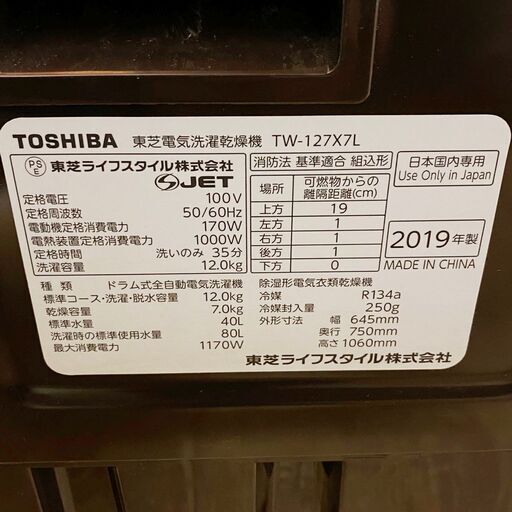 TOSHIBA 東芝電気洗濯乾燥機 TW-127X7L
PS E 東芝ライフスタイル株式会社
S JET
定格電圧 100V
定格周波数 50/60Hz
電動機定格消費電力 170W
電熱装置定格消費電力 1000W
定格時間 洗いのみ 35分
洗濯容量 12.0kg
消防法 基準適合 組込形
場所 可燃物からの離隔距離(cm)
上方 19
左方 1
右方 1
後方 1
下方 0
日本国内専用
Use Only in Japan
2019年製
MADE IN CHINA
種類 ドラム式全自動電気洗濯機
標準コース・洗濯・脱水容量 12.0kg
乾燥容量 7.0kg
標準水量 40L
洗濯時の標準使用水量 80L
最大消費電力 1170W
除湿形電気衣類乾燥機
冷媒 R134a
冷媒封入量 250g
外形寸法 幅 645mm
奥行 750mm
高さ 1060mm
東芝ライフスタイル株式会社